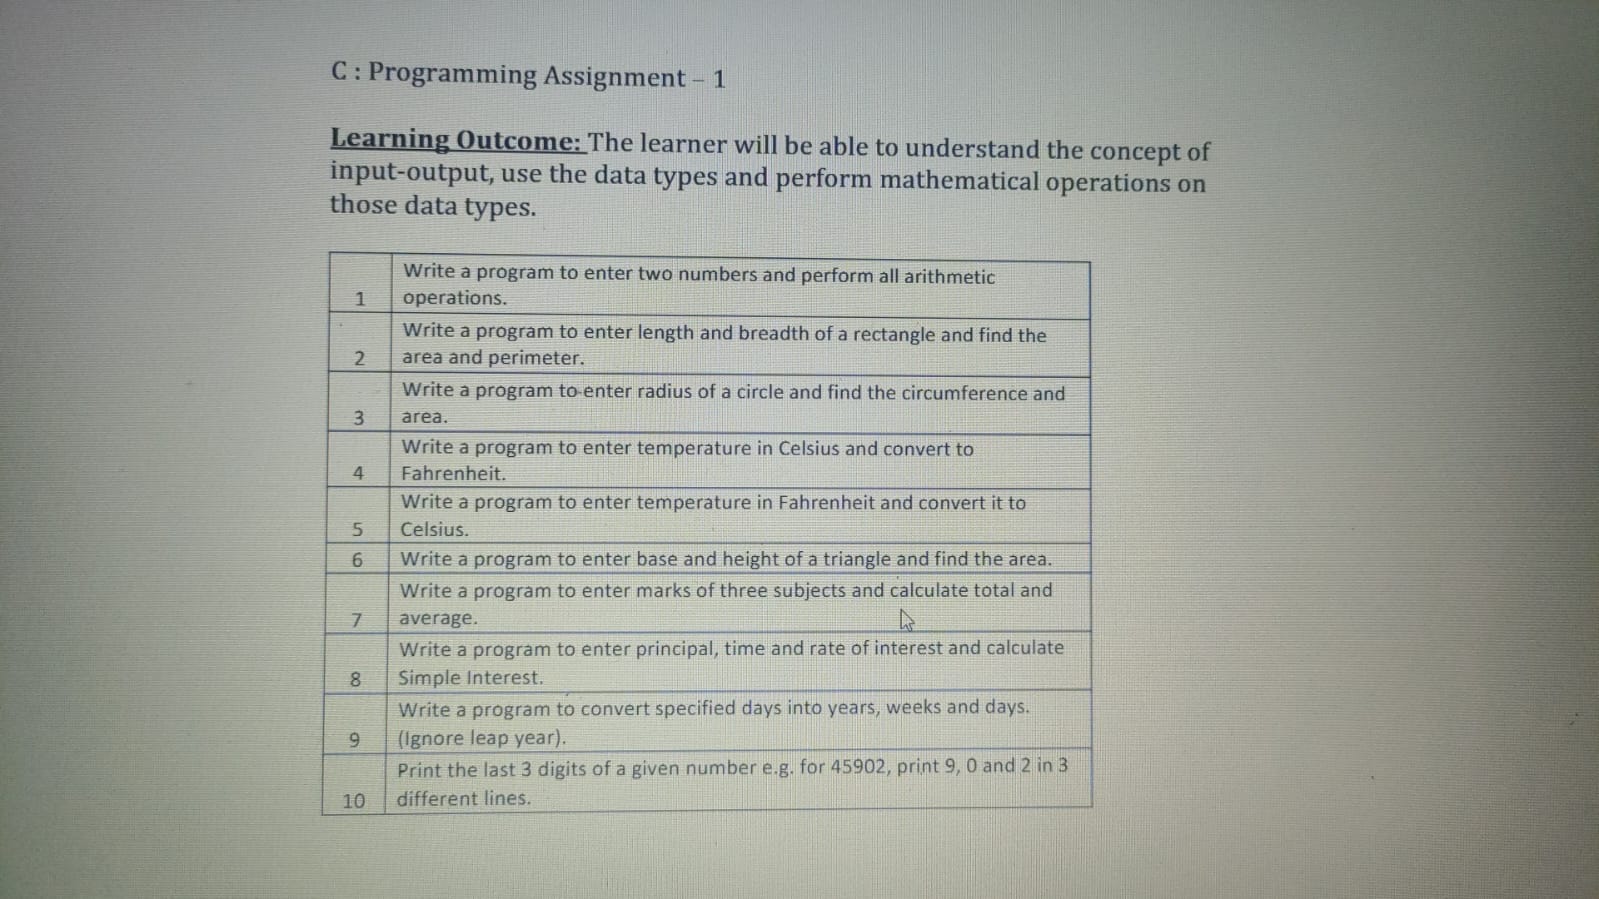 C : Programming Assignment – 1
Learning Outcome: The learner will be able to understand the concept of
input-output, use the data types and perform mathematical operations on
those data types.
Write a program to enter two numbers and perform all arithmetic
1 operations.
Write a program to enter length and breadth of a rectangle and find the
2 area and perimeter.
Write a program to enter radius of a circle and find the circumference and
3 area.
Write a program to enter temperature in Celsius and convert to
4 Fahrenheit.
Write a program to enter temperature in Fahrenheit and convert it to
5 Celsius.
6 Write a program to enter base and height of a triangle and find the area.
Write a program to enter marks of three subjects and calculate total and
7 average.
Write a program to enter principal, time and rate of interest and calculate
8 Simple Interest.
Write a program to convert specified days into years, weeks and days.
9 (Ignore leap year).
Print the last 3 digits of a given number e.g. for 45902, print 9, 0 and 2 in 3
10 different lines.